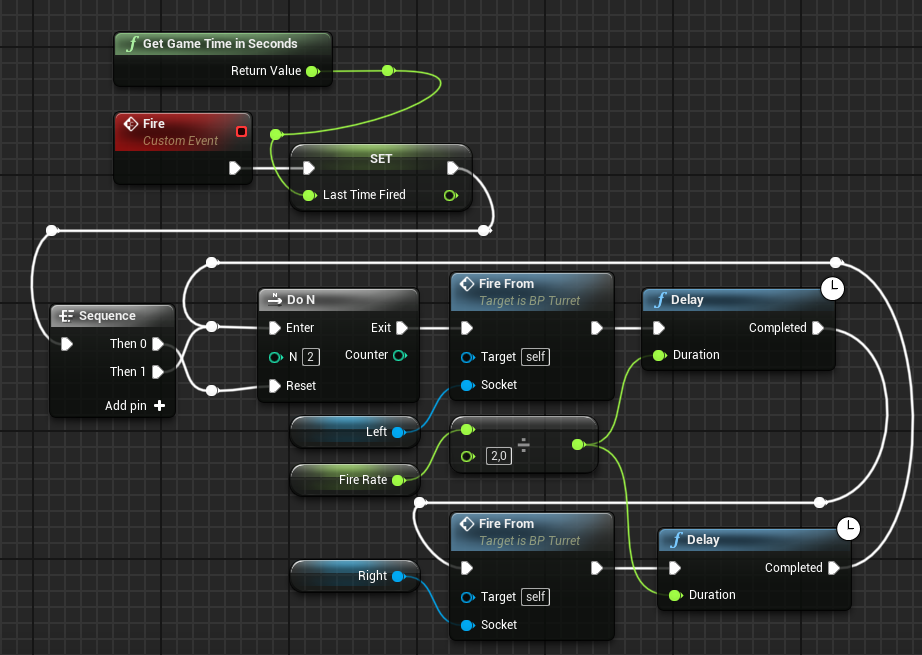 f Get Game Time in Seconds
Return Value
Fire
Custom Event
SET
Last Time Fired
Sequence
Then 0
Then 1
Add pin +
N Do N
Enter Exit
N 2 Counter
Reset
Fire From
Target is BP Turret
Target self
Socket
f Delay
Completed
Duration
Left
Fire Rate
2,0 ÷
Fire From
Target is BP Turret
Target self
Socket
Right
f Delay
Completed
Duration